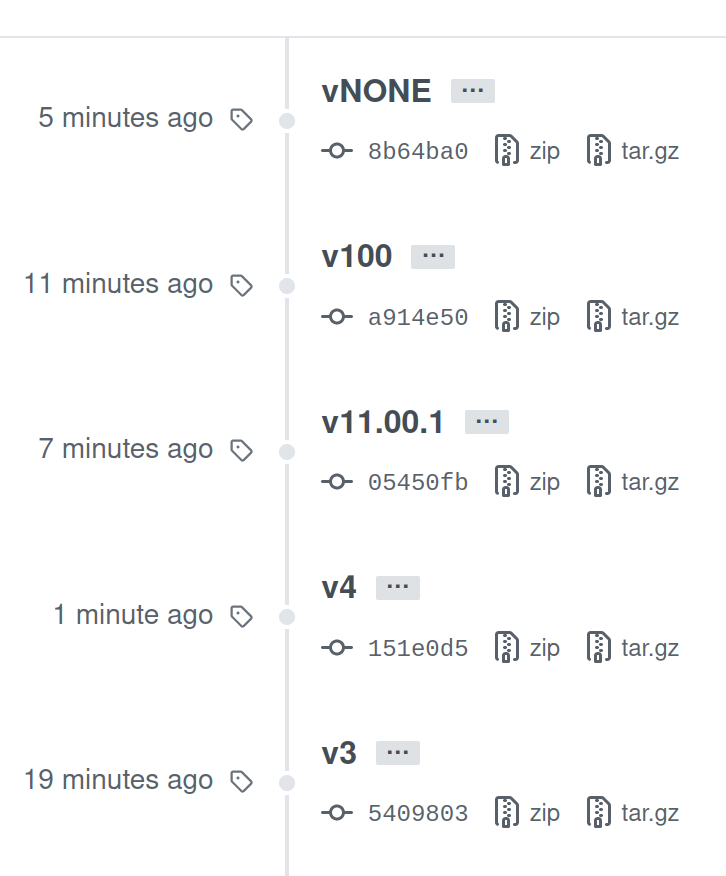 vNONE ...
5 minutes ago
8b64ba0 zip tar.gz
v100 ...
11 minutes ago
a914e50 zip tar.gz
v11.00.1 ...
7 minutes ago
05450fb zip tar.gz
v4 ...
1 minute ago
151e0d5 zip tar.gz
v3 ...
19 minutes ago
5409803 zip tar.gz